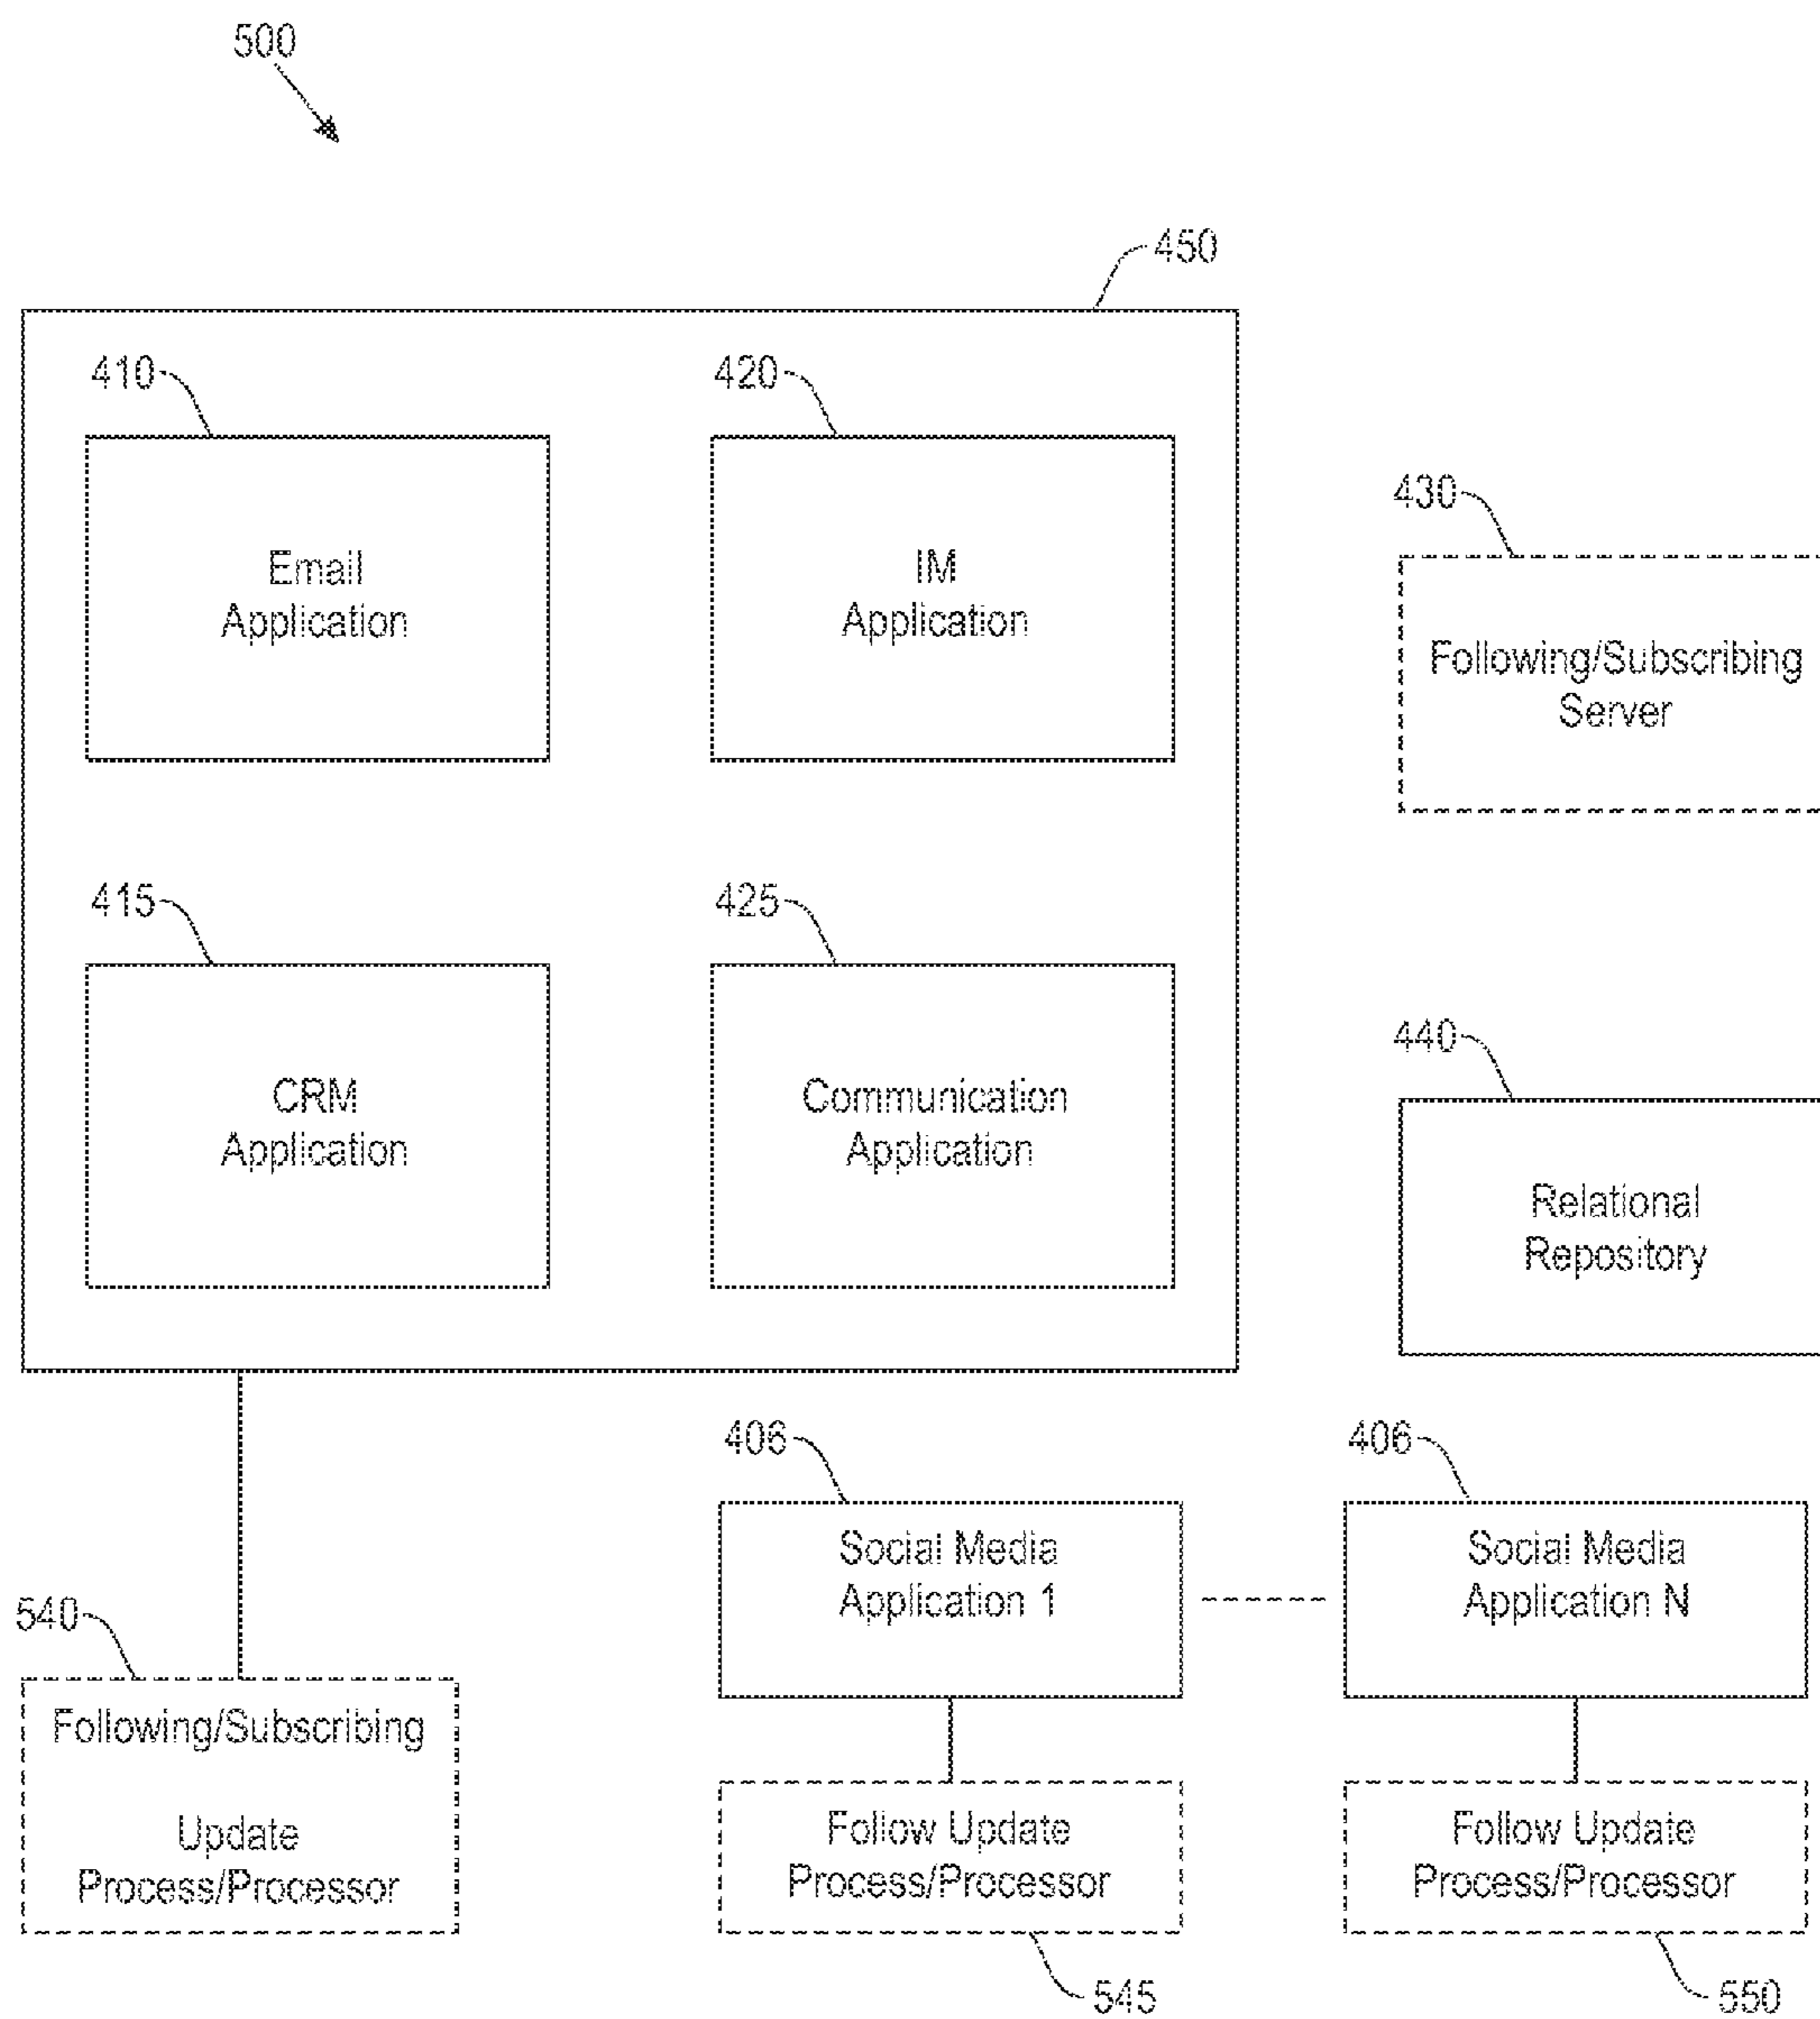 500
450
410
420
Email
Application
IM
Application
430
Following/Subscribing
Server
415
425
CRM
Application
Communication
Application
440
Relational
Repository
406
406
Social Media
Application 1
Social Media
Application N
540
Following/Subscribing
Update
Process/Processor
Follow Update
Process/Processor
Follow Update
Process/Processor
545
550